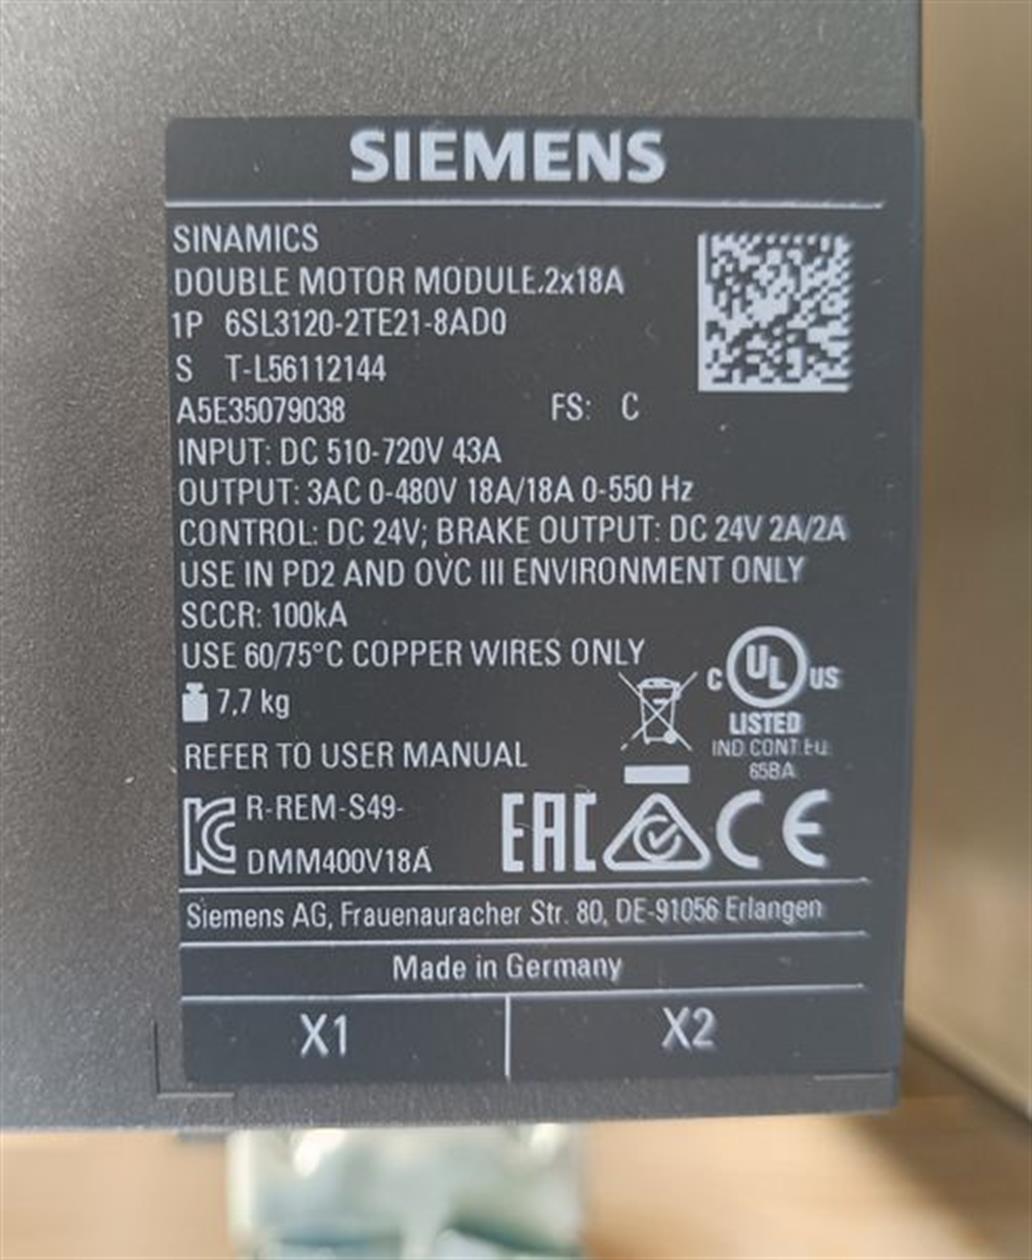 SIEMENS
SINAMICS
DOUBLE MOTOR MODULE.2x18A
1P 6SL3120-2TE21-8AD0
S T-L56112144
A5E35079038 FS: C
INPUT: DC 510-720V 43A
OUTPUT: 3AC 0-480V 18A/18A 0-550 Hz
CONTROL: DC 24V; BRAKE OUTPUT: DC 24V 2A/2A
USE IN PD2 AND OVC III ENVIRONMENT ONLY
SCCR: 100kA
USE 60/75°C COPPER WIRES ONLY
7,7 kg
C UL US
LISTED
IND.CONT.EQ.
65BA
REFER TO USER MANUAL
R-REM-S49-
DMM400V18A
EAC CE
Siemens AG, Frauenauracher Str. 80, DE-91056 Erlangen
Made in Germany
X1 X2